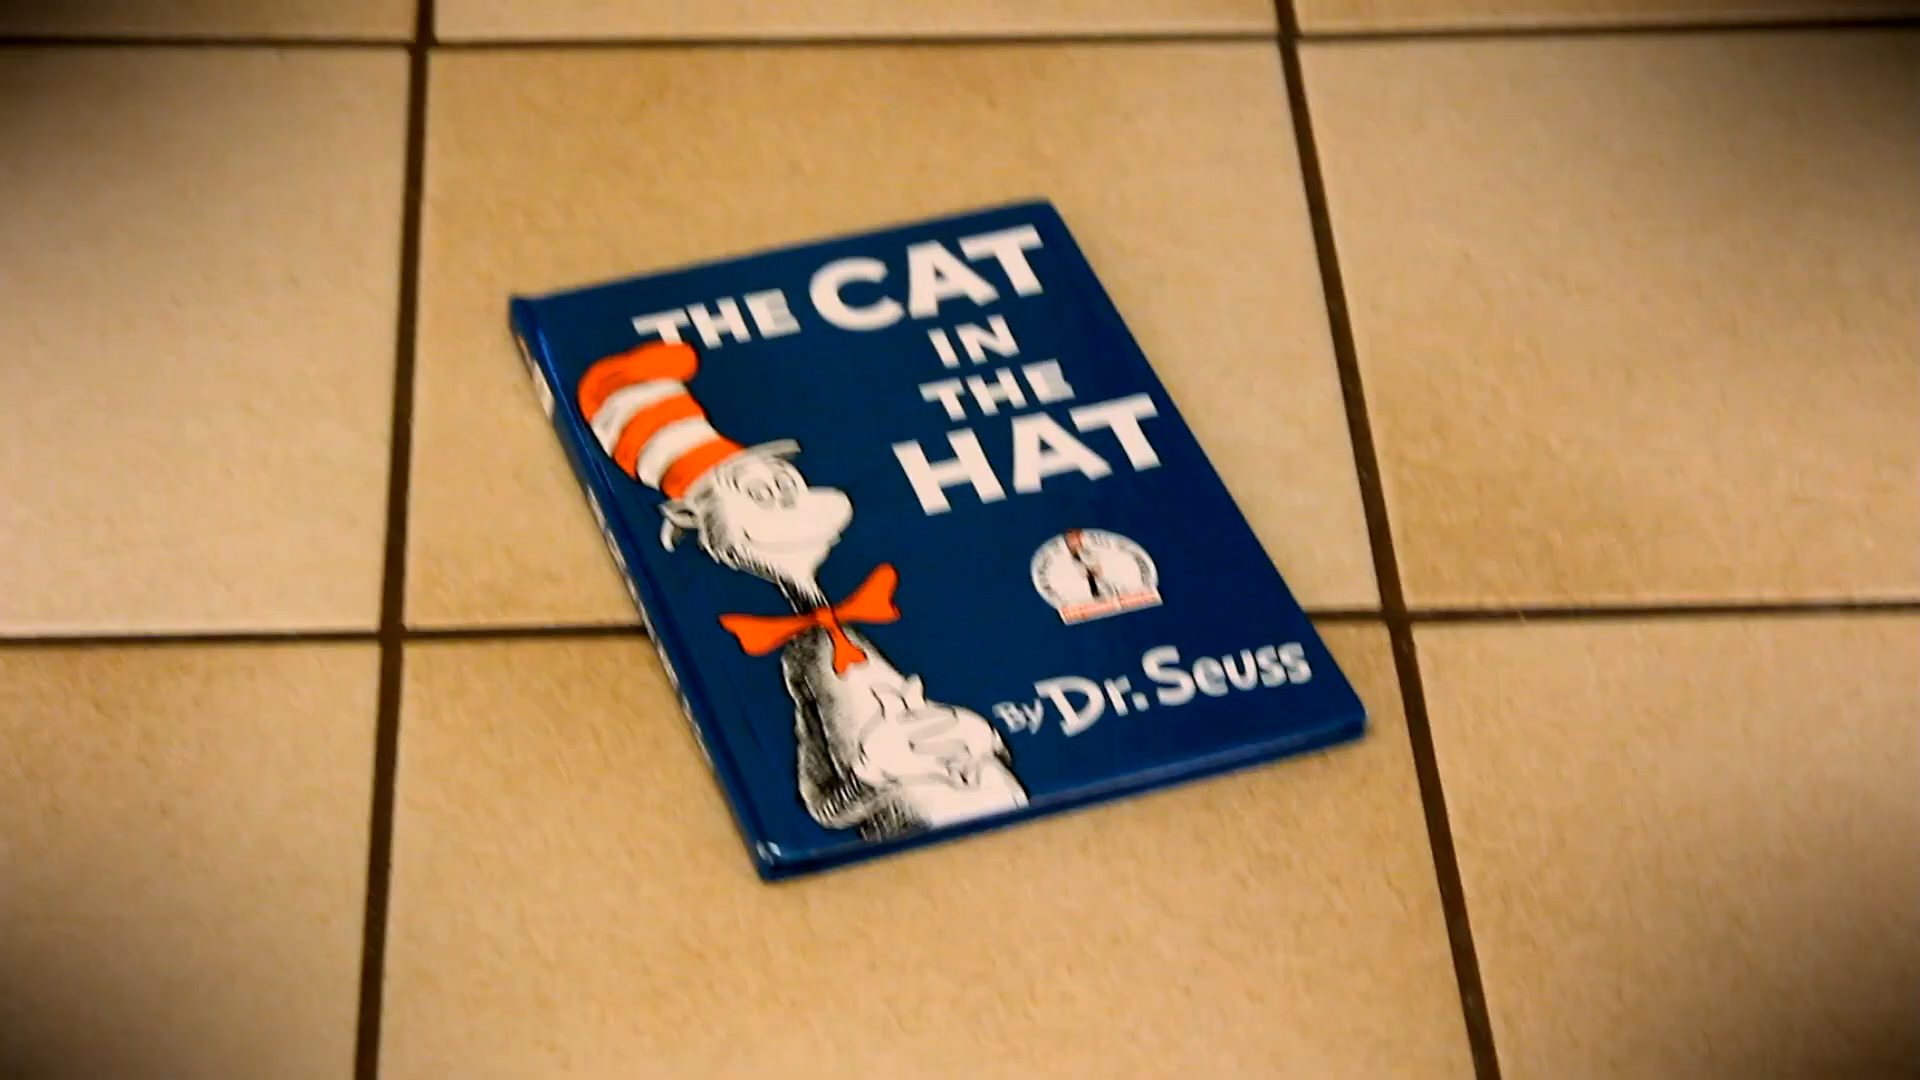 THE CAT
IN
THE
HAT
By Dr. Seuss